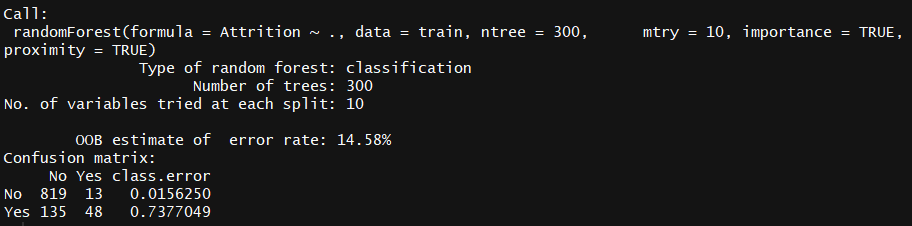 Call:
 randomForest(formula = Attrition ~ ., data = train, ntree = 300,      mtry = 10, importance = TRUE,
proximity = TRUE)
               Type of random forest: classification
                     Number of trees: 300
No. of variables tried at each split: 10

        OOB estimate of  error rate: 14.58%
Confusion matrix:
     No Yes class.error
No  819  13   0.0156250
Yes 135  48   0.7377049